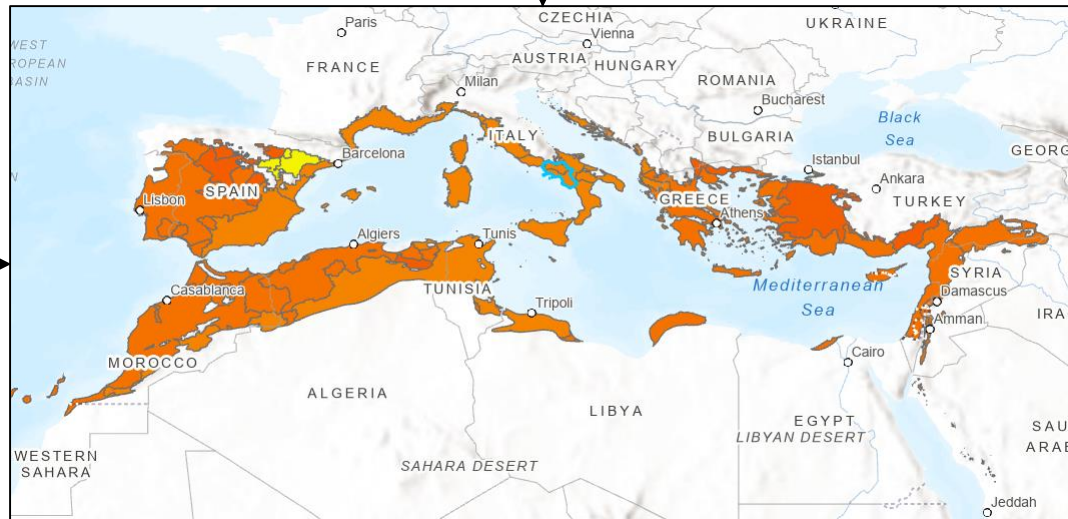 Paris
CZECHIA
UKRAINE
Vienna
WEST
ROPEAN
BASIN
FRANCE
AUSTRIA
HUNGARY
Milan
ROMANIA
Bucharest
ITALY
BULGARIA
Black
Sea
GEORG
Barcelona
Istanbul
Ankara
SPAIN
Lisbon
GREECE
TURKEY
Athens
Algiers
Tunis
SYRIA
TUNISIA
Mediterranean
Sea
Damascus
Casablanca
Tripoli
IRA
Amman
MOROCCO
Cairo
ALGERIA
LIBYA
EGYPT
LIBYAN DESERT
SAU
ARAB
WESTERN
SAHARA
SAHARA DESERT
Jeddah